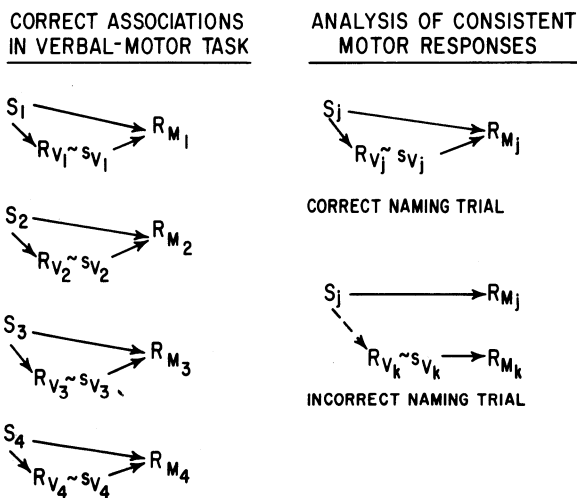 CORRECT ASSOCIATIONS
IN VERBAL-MOTOR TASK
S1
RM1
RV1~sV1
S2
RM2
RV2~sV2
S3
RM3
RV3~sV3
S4
RM4
RV4~sV4
ANALYSIS OF CONSISTENT
MOTOR RESPONSES
Sj
RMj
RVj~sVj
CORRECT NAMING TRIAL
Sj
RMj
RVk~sVk
RMk
INCORRECT NAMING TRIAL